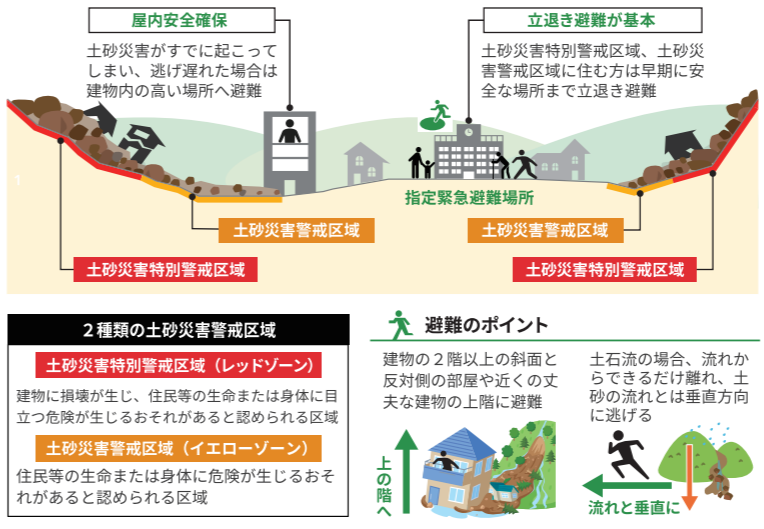 屋内安全確保
土砂災害がすでに起こって
しまい、逃げ遅れた場合は
建物内の高い場所へ避難
立退き避難が基本
土砂災害特別警戒区域、土砂災
害警戒区域に住む方は早期に安
全な場所まで立退き避難
指定緊急避難場所
土砂災害警戒区域
土砂災害警戒区域
土砂災害特別警戒区域
土砂災害特別警戒区域
２種類の土砂災害警戒区域
土砂災害特別警戒区域（レッドゾーン）
建物に損壊が生じ、住民等の生命または身体に目
立つ危険が生じるおそれがあると認められる区域
土砂災害警戒区域（イエローゾーン）
住民等の生命または身体に危険が生じるおそ
れがあると認められる区域
避難のポイント
建物の２階以上の斜面と
反対側の部屋や近くの丈
夫な建物の上階に避難
上の階へ
土石流の場合、流れか
らできるだけ離れ、土
砂の流れとは垂直方向
に逃げる
流れと垂直に